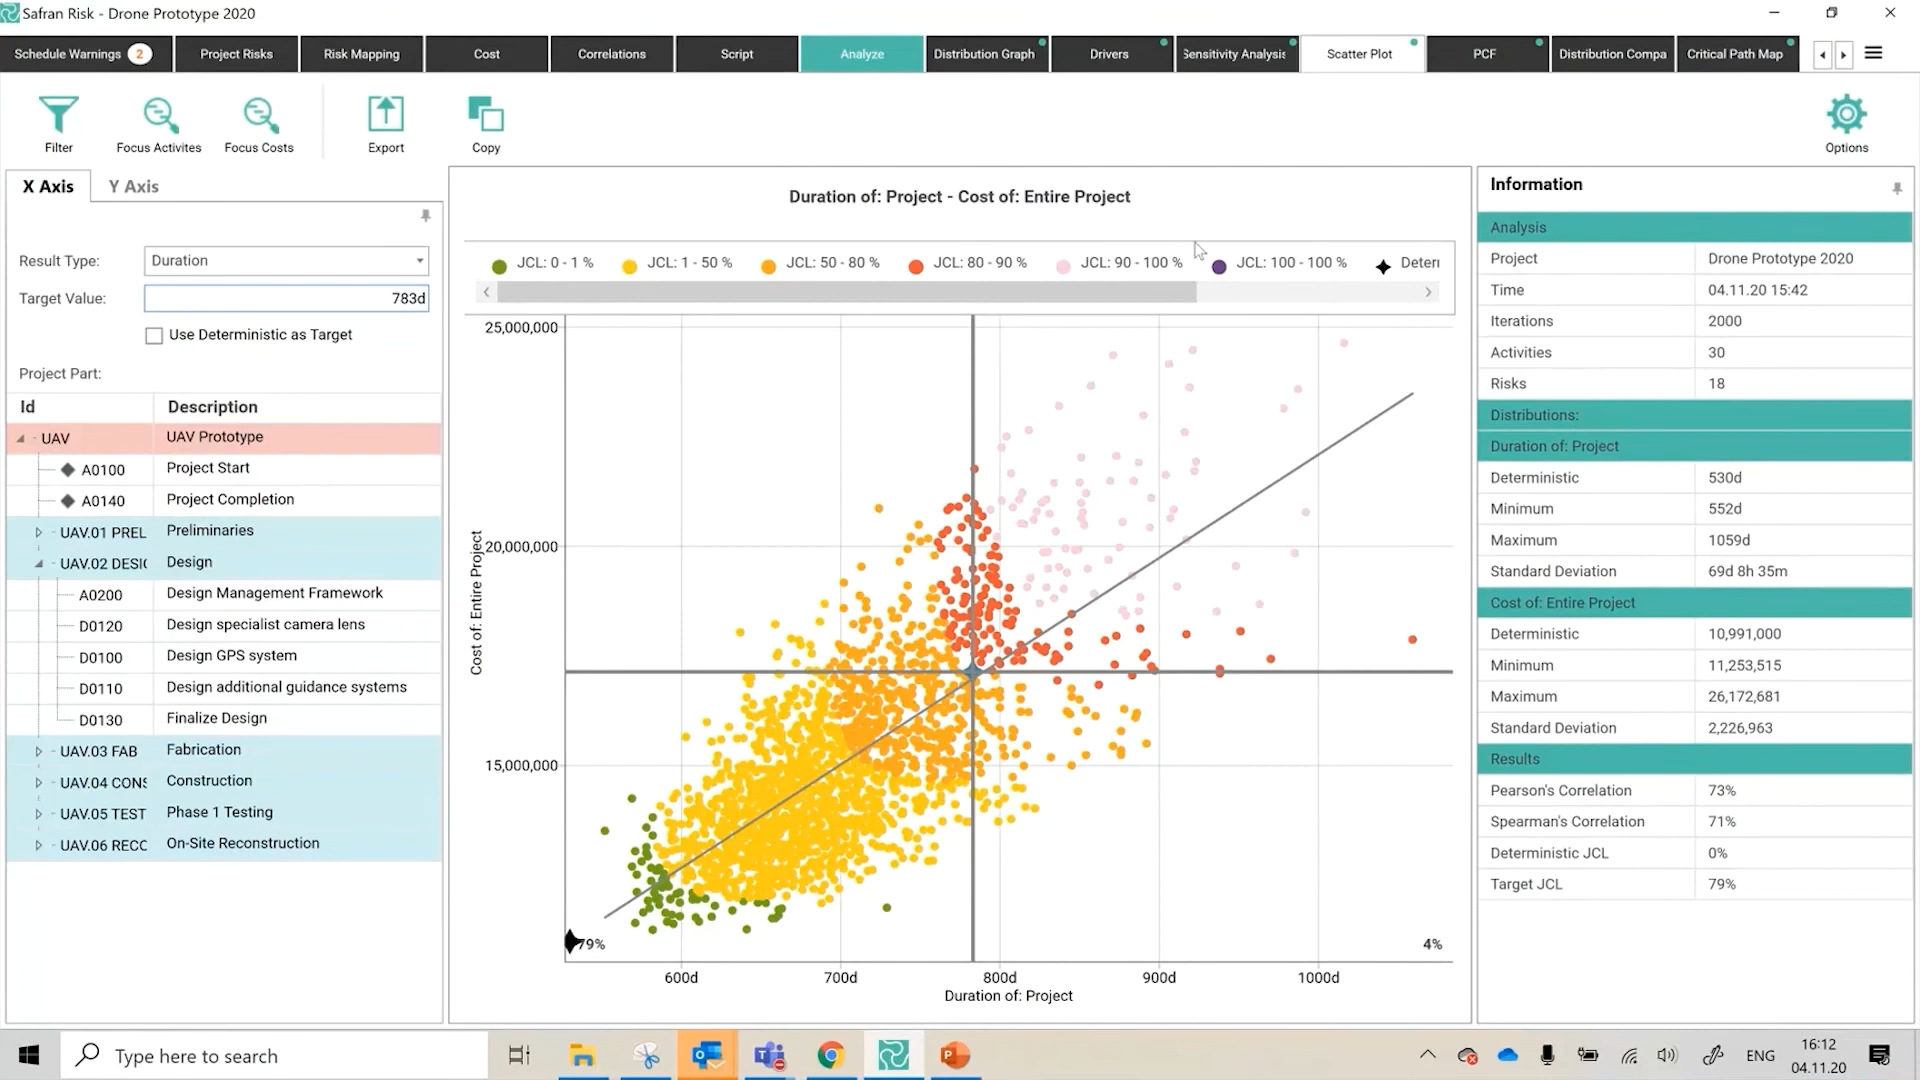 Safran Risk - Drone Prototype 2020
Schedule Warnings 2 Project Risks Risk Mapping Cost Correlations Script Analyze Distribution Graph Drivers Sensitivity Analysis Scatter Plot PCF Distribution Compa Critical Path Map
Filter Focus Activites Focus Costs Export Copy Options
X Axis Y Axis
Result Type: Duration
Target Value: 783d
Use Deterministic as Target
Project Part:
Id Description
UAV UAV Prototype
A0100 Project Start
A0140 Project Completion
UAV.01 PREL Preliminaries
UAV.02 DESI Design
A0200 Design Management Framework
D0120 Design specialist camera lens
D0100 Design GPS system
D0110 Design additional guidance systems
D0130 Finalize Design
UAV.03 FAB Fabrication
UAV.04 CONS Construction
UAV.05 TEST Phase 1 Testing
UAV.06 RECC On-Site Reconstruction
Duration of: Project - Cost of: Entire Project
JCL: 0 - 1 % JCL: 1 - 50 % JCL: 50 - 80 % JCL: 80 - 90 % JCL: 90 - 100 % JCL: 100 - 100 % Deter
25,000,000
20,000,000
15,000,000
Cost of: Entire Project
79% 4%
600d 700d 800d 900d 1000d
Duration of: Project
Information
Analysis
Project Drone Prototype 2020
Time 04.11.20 15:42
Iterations 2000
Activities 30
Risks 18
Distributions:
Duration of: Project
Deterministic 530d
Minimum 552d
Maximum 1059d
Standard Deviation 69d 8h 35m
Cost of: Entire Project
Deterministic 10,991,000
Minimum 11,253,515
Maximum 26,172,681
Standard Deviation 2,226,963
Results
Pearson's Correlation 73%
Spearman's Correlation 71%
Deterministic JCL 0%
Target JCL 79%
Type here to search
ENG
16:12
04.11.20